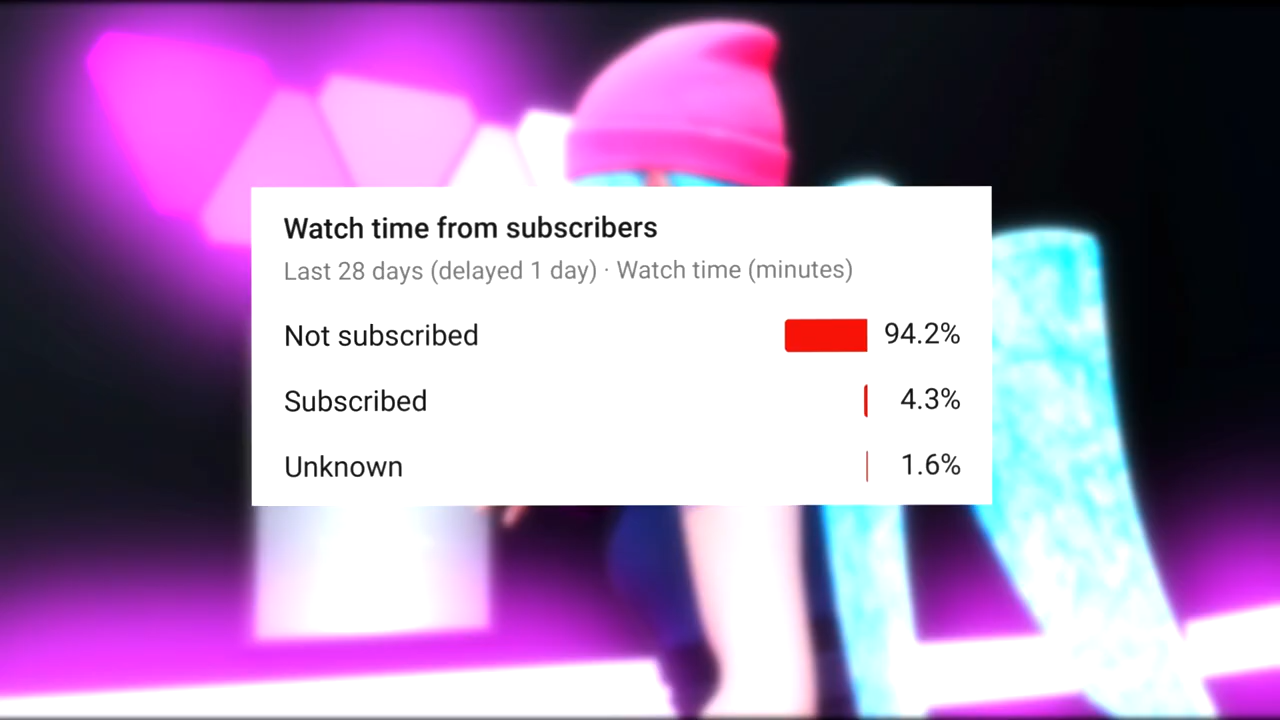 Watch time from subscribers
Last 28 days (delayed 1 day) · Watch time (minutes)
Not subscribed 94.2%
Subscribed 4.3%
Unknown 1.6%